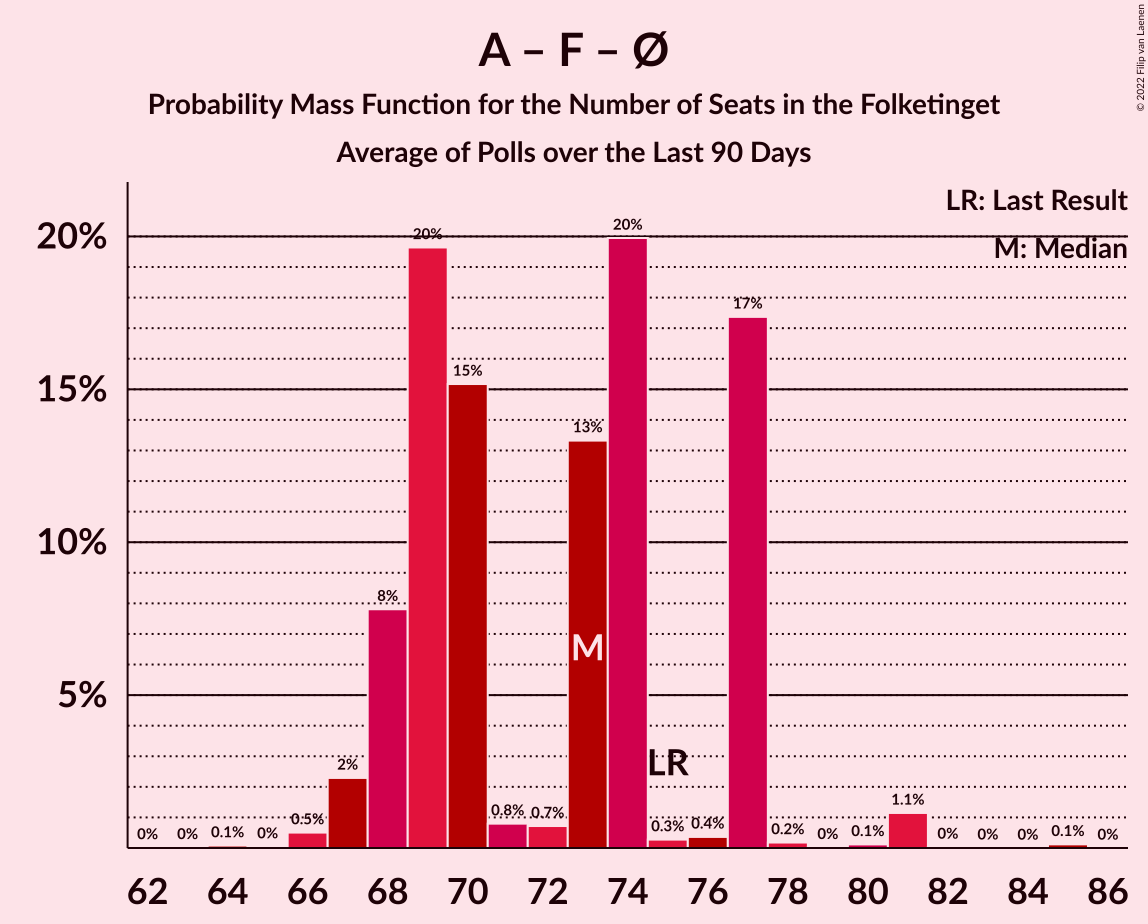 A – F – Ø
Probability Mass Function for the Number of Seats in the Folketinget
Average of Polls over the Last 90 Days
© 2022 Filip van Laenen
LR: Last Result
M: Median
20%
15%
10%
5%
0% 0% 0.1% 0% 0.5% 2% 8% 20% 15% 0.8% 0.7% 13% 20% 0.3% 0.4% 17% 0.2% 0% 0.1% 1.1% 0% 0% 0% 0.1% 0%
M
LR
62 64 66 68 70 72 74 76 78 80 82 84 86